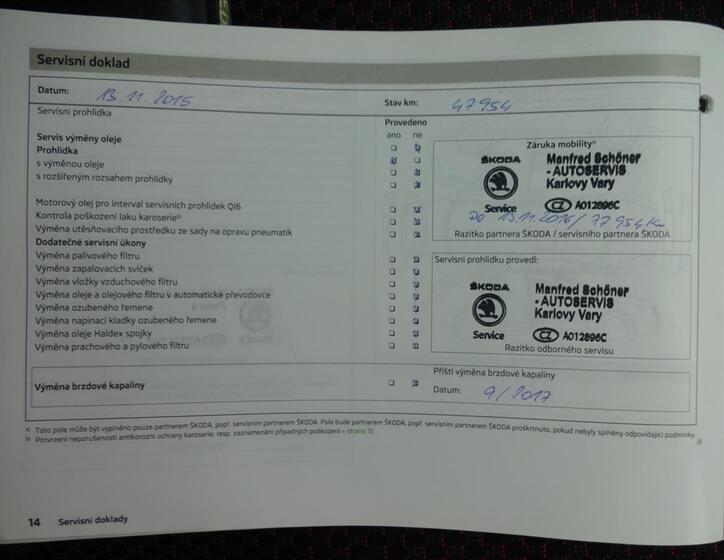 Servisní doklad
Datum: 13.11.2015 Stav km: 47954
Servisní prohlídka
Provedeno
ano ne
Servis výměny oleje
Prohlídka
s výměnou oleje
s rozšířeným rozsahem prohlídky
Motorový olej pro interval servisních prohlídek QI6
Kontrola poškození laku karoserie b)
Výměna utěsňovacího prostředku ze sady na opravu pneumatik
Dodatečné servisní úkony
Výměna palivového filtru
Výměna zapalovacích svíček
Výměna vložky vzduchového filtru
Výměna oleje a olejového filtru v automatické převodovce
Výměna ozubeného řemene
Výměna napínací kladky ozubeného řemene
Výměna oleje Haldex spojky
Výměna prachového a pylového filtru
Výměna brzdové kapaliny
Záruka mobility a)
ŠKODA Manfred Schöner
- AUTOSERVIS
Karlovy Vary
Service CZ A012896C
Do 13.11.2016/77954 Km
Razítko partnera ŠKODA / servisního partnera ŠKODA
Servisní prohlídku provedl:
ŠKODA Manfred Schöner
- AUTOSERVIS
Karlovy Vary
Service CZ A012896C
Razítko odborného servisu
Příští výměna brzdové kapaliny
Datum: 9/2017
a) Toto pole může být vyplněno pouze partnerem ŠKODA, popř. servisním partnerem ŠKODA. Pole bude partnerem ŠKODA, popř. servisním partnerem ŠKODA proškrtnuto, pokud nebyly splněny odpovídající podmínky.
b) Potvrzení neporušenosti antikorozní ochrany karoserie, resp. zaznamenání případných poškození » strana 15.
14 Servisní doklady